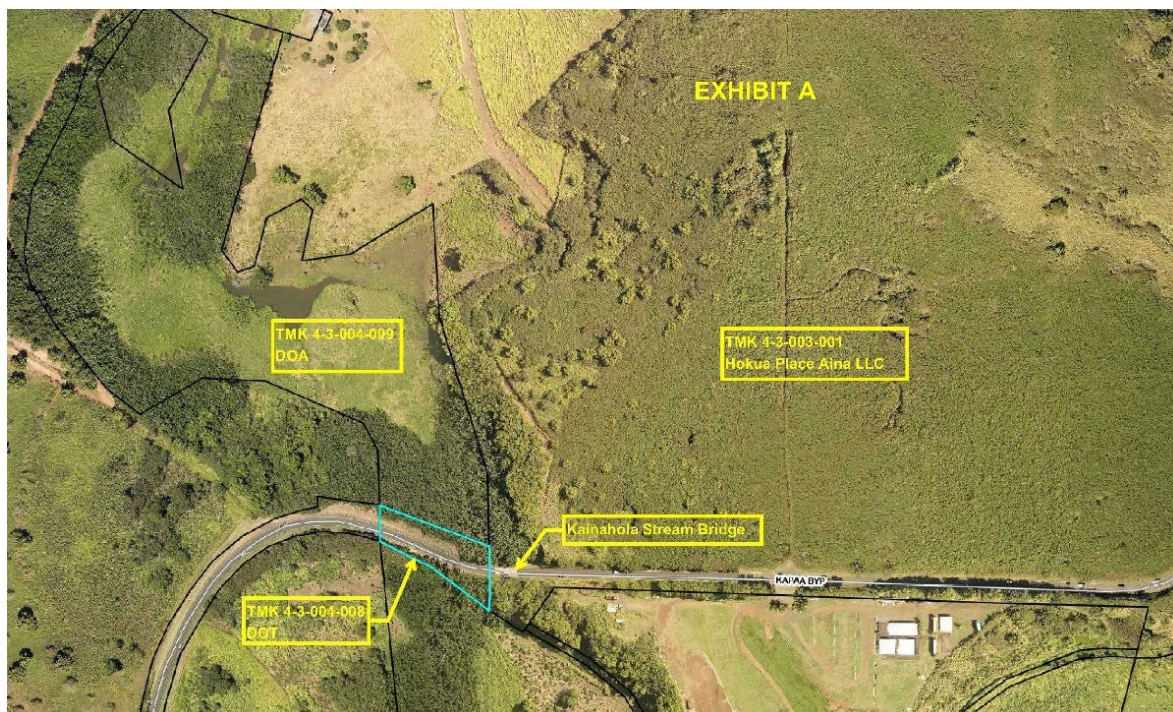 EXHIBIT A
TMK 4-3-004-009
DOA
TMK 4-3-003-001
Hokua Place Aina LLC
Kainahola Stream Bridge
KAPAA BYP
TMK 4-3-004-008
DOT